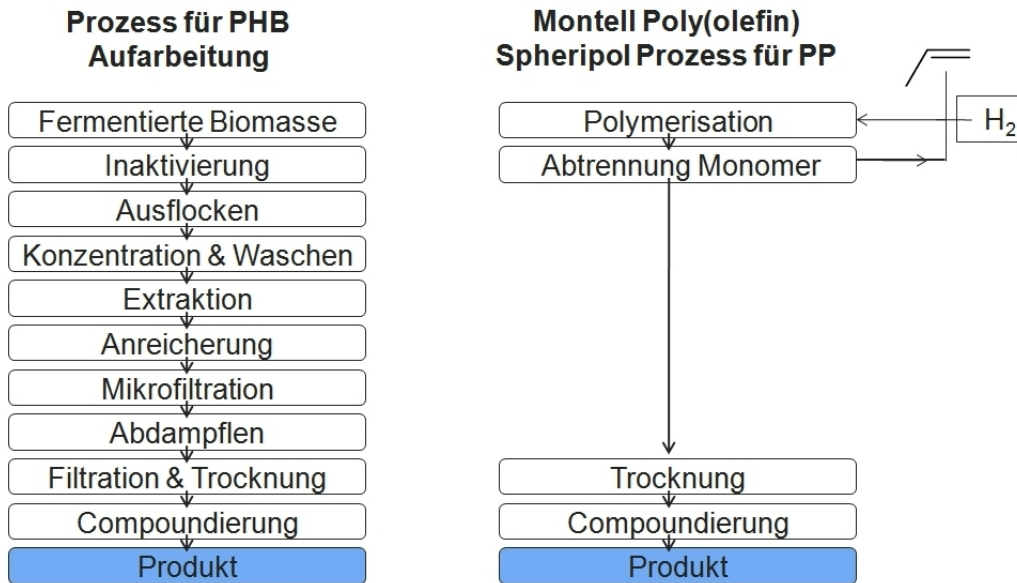 Prozess für PHB
Aufarbeitung
Fermentierte Biomasse
Inaktivierung
Ausflocken
Konzentration & Waschen
Extraktion
Anreicherung
Mikrofiltration
Abdampflen
Filtration & Trocknung
Compoundierung
Produkt
Montell Poly(olefin)
Spheripol Prozess für PP
Polymerisation
H₂
Abtrennung Monomer
Trocknung
Compoundierung
Produkt